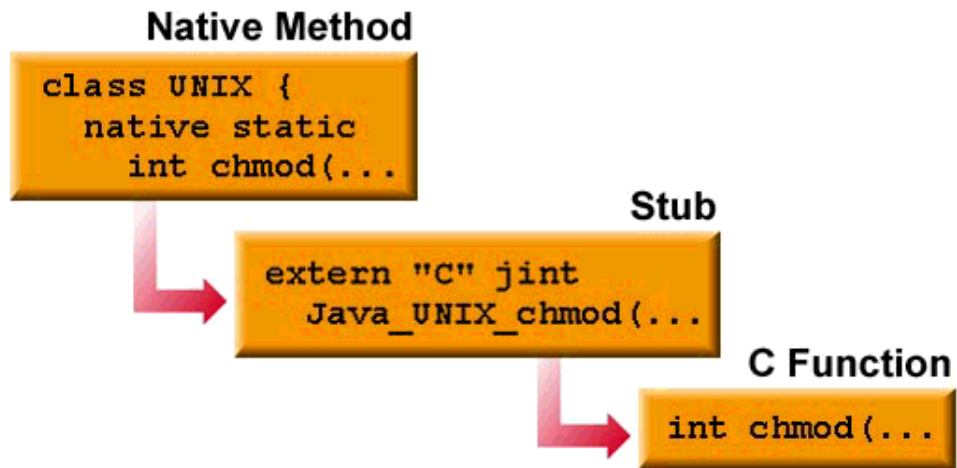 Native Method
class UNIX {
native static
int chmod(...
Stub
extern "C" jint
Java_UNIX_chmod(...
C Function
int chmod(...